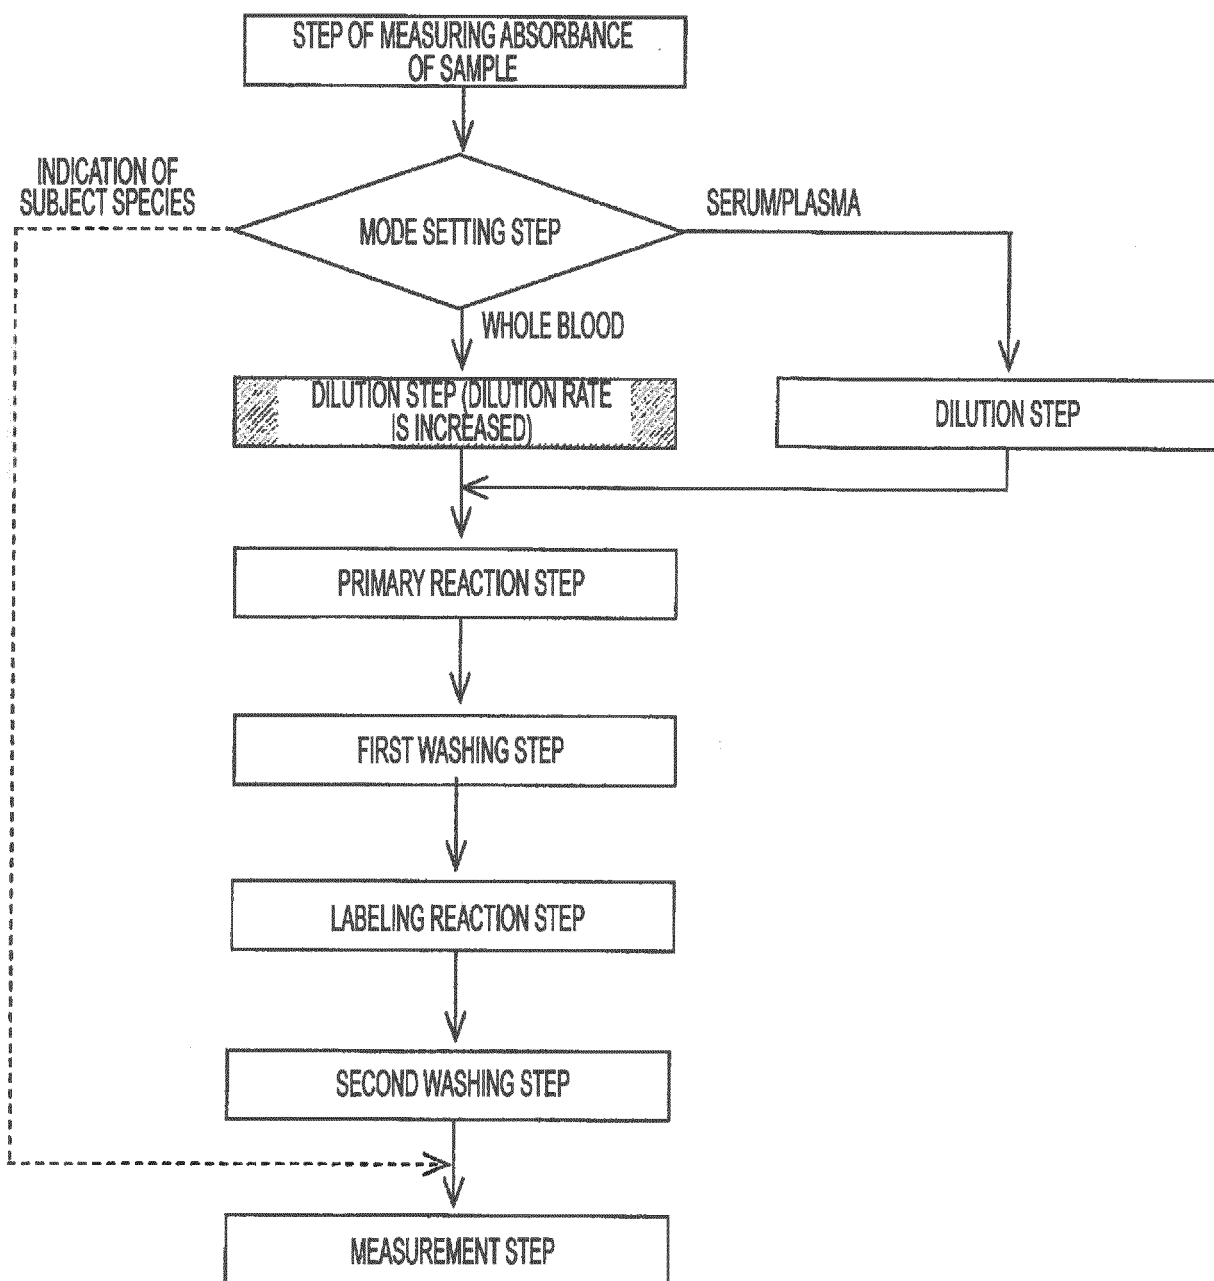 STEP OF MEASURING ABSORBANCE
OF SAMPLE
INDICATION OF
SUBJECT SPECIES
MODE SETTING STEP
SERUM/PLASMA
WHOLE BLOOD
DILUTION STEP (DILUTION RATE
IS INCREASED)
DILUTION STEP
PRIMARY REACTION STEP
FIRST WASHING STEP
LABELING REACTION STEP
SECOND WASHING STEP
MEASUREMENT STEP